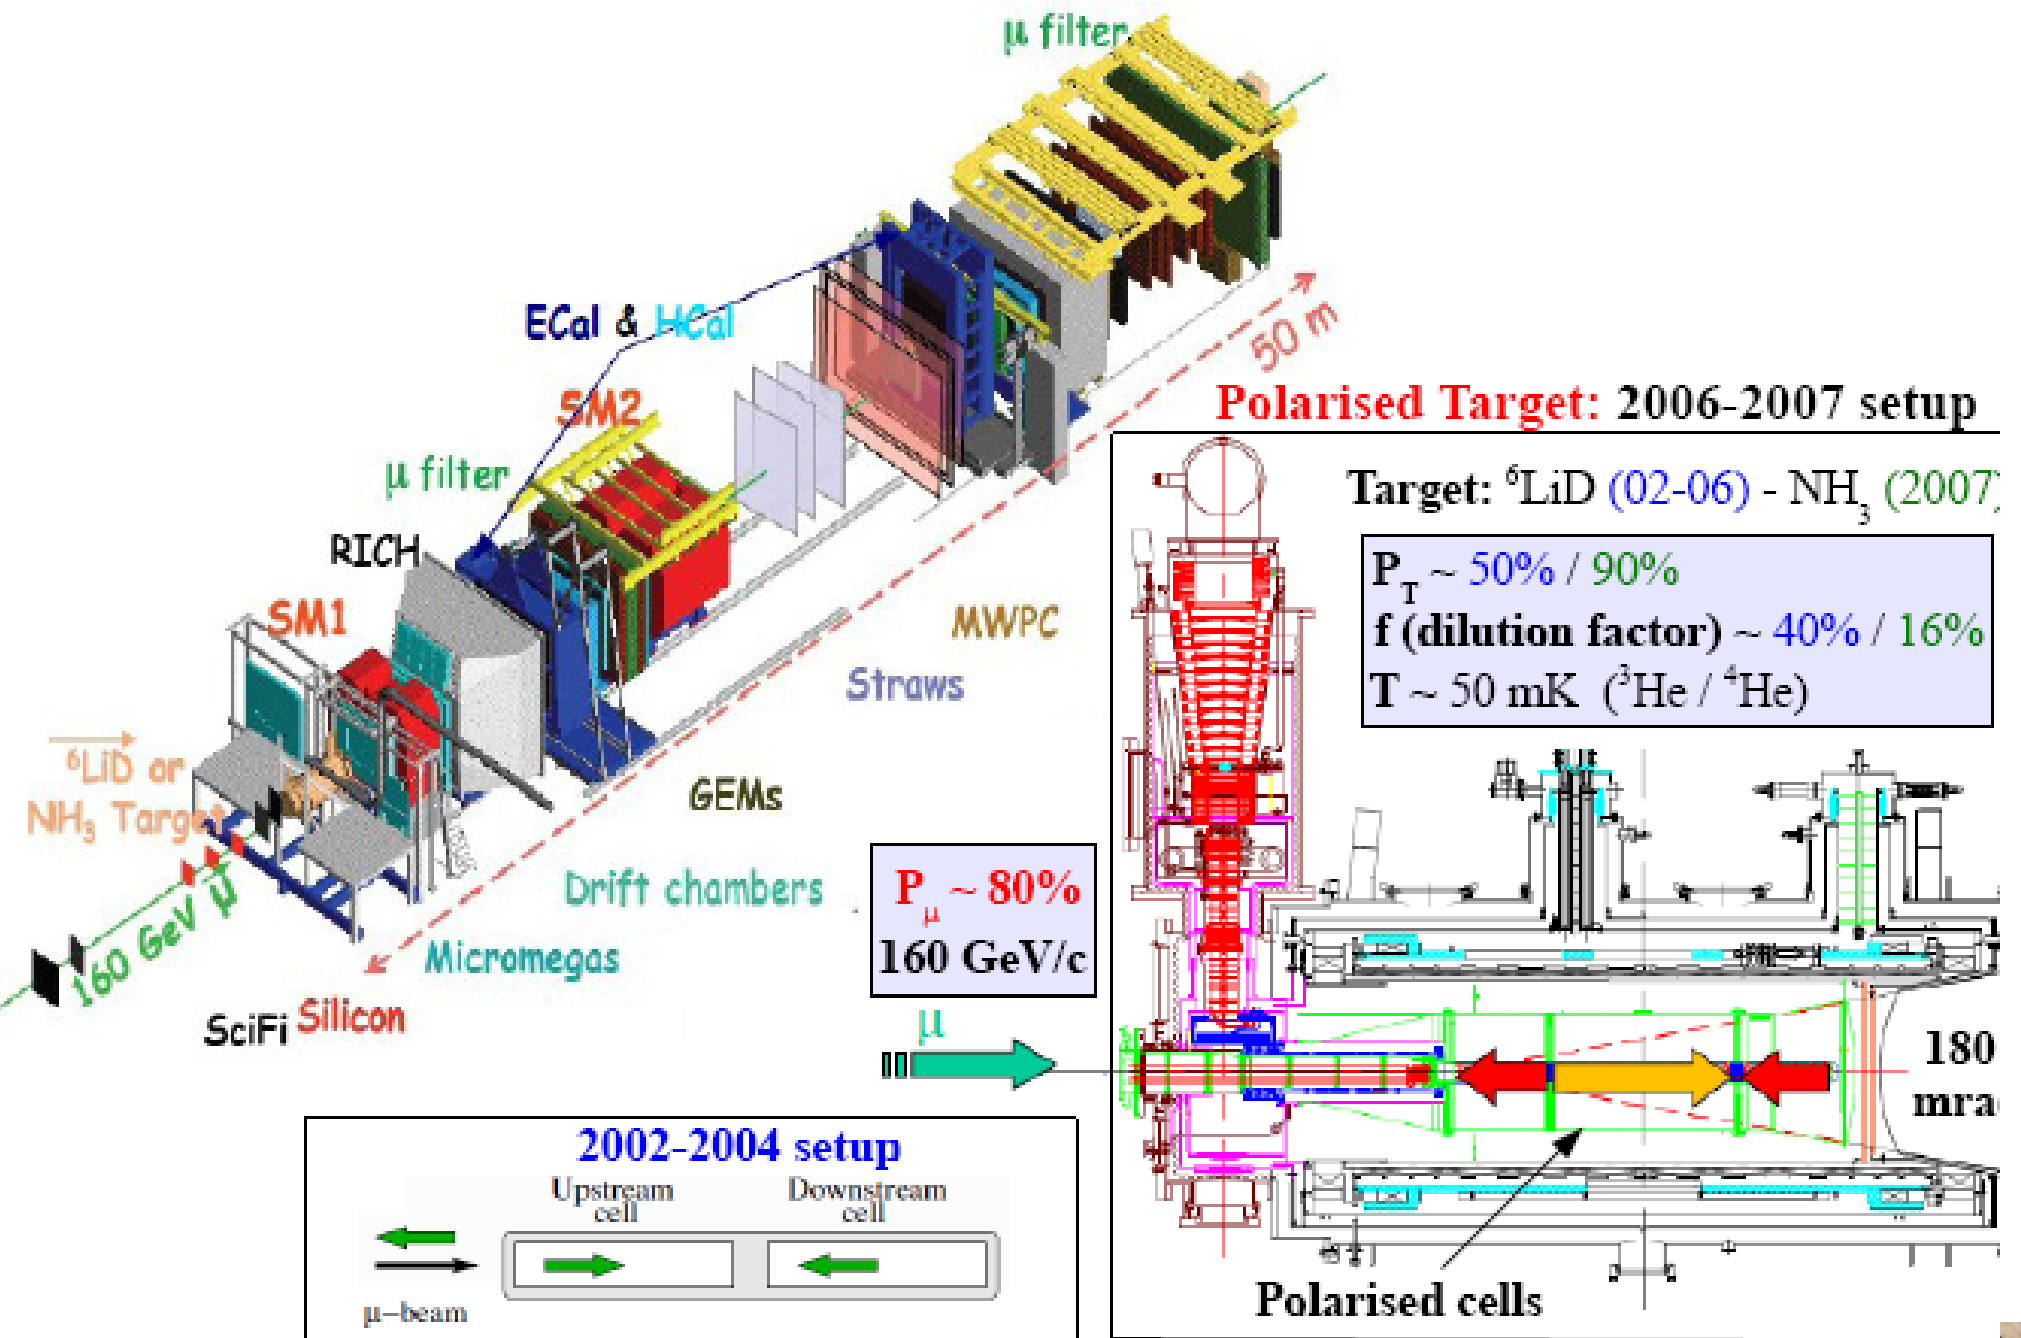 μ filter
ECal & HCal
50 m
SM2
μ filter
RICH
SM1
MWPC
Straws
GEMs
⁶LiD or
NH₃ Target
Drift chambers
Micromegas
160 GeV μ
SciFi Silicon
Polarised Target: 2006-2007 setup
Target: ⁶LiD (02-06) - NH₃ (2007)
P_T ~ 50% / 90%
f (dilution factor) ~ 40% / 16%
T ~ 50 mK (³He / ⁴He)
P_μ ~ 80%
160 GeV/c
μ
180
mra
Polarised cells
2002-2004 setup
Upstream
cell
Downstream
cell
μ-beam